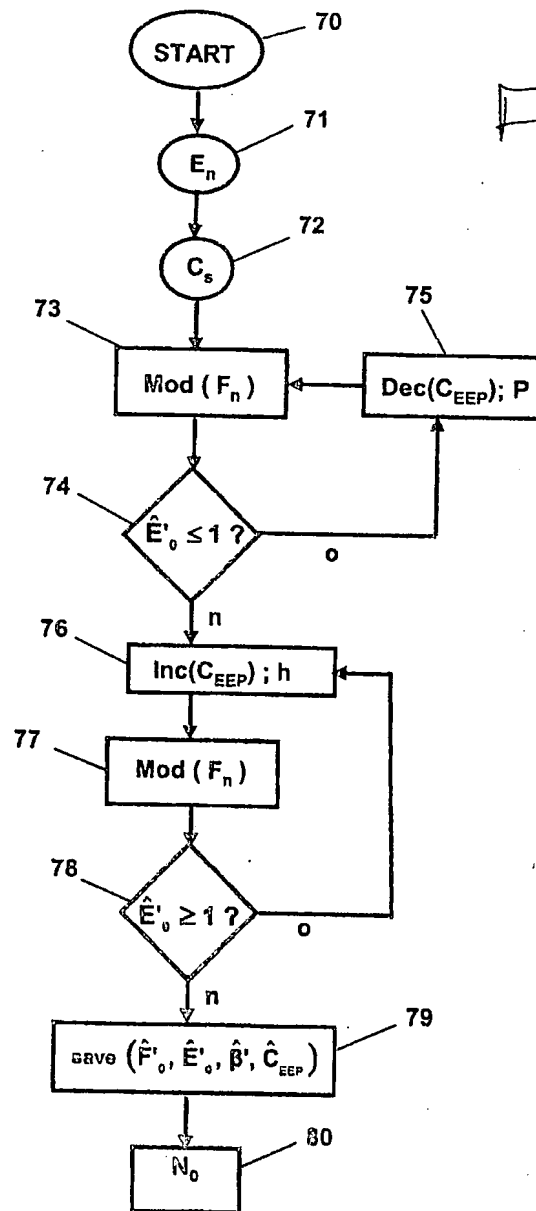 70
START
71
Eₙ
72
Cₛ
73
75
Mod ( Fₙ )
Dec(C_EEP); P
74
Ê'₀ ≤ 1 ?
o
n
76
Inc(C_EEP) ; h
77
Mod ( Fₙ )
78
Ê'₀ ≥ 1 ?
o
n
79
save (F̂'₀, Ê'₀, β̂', Ĉ_EEP)
80
N₀